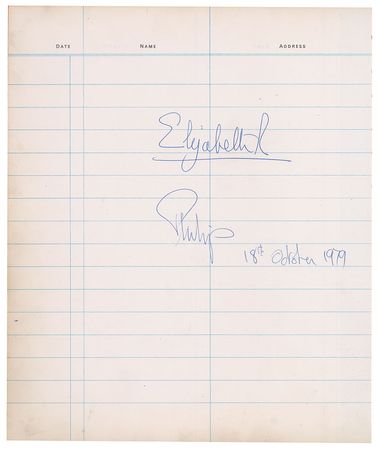 DATE NAME ADDRESS
Elizabeth R
Philip
18th October 1979